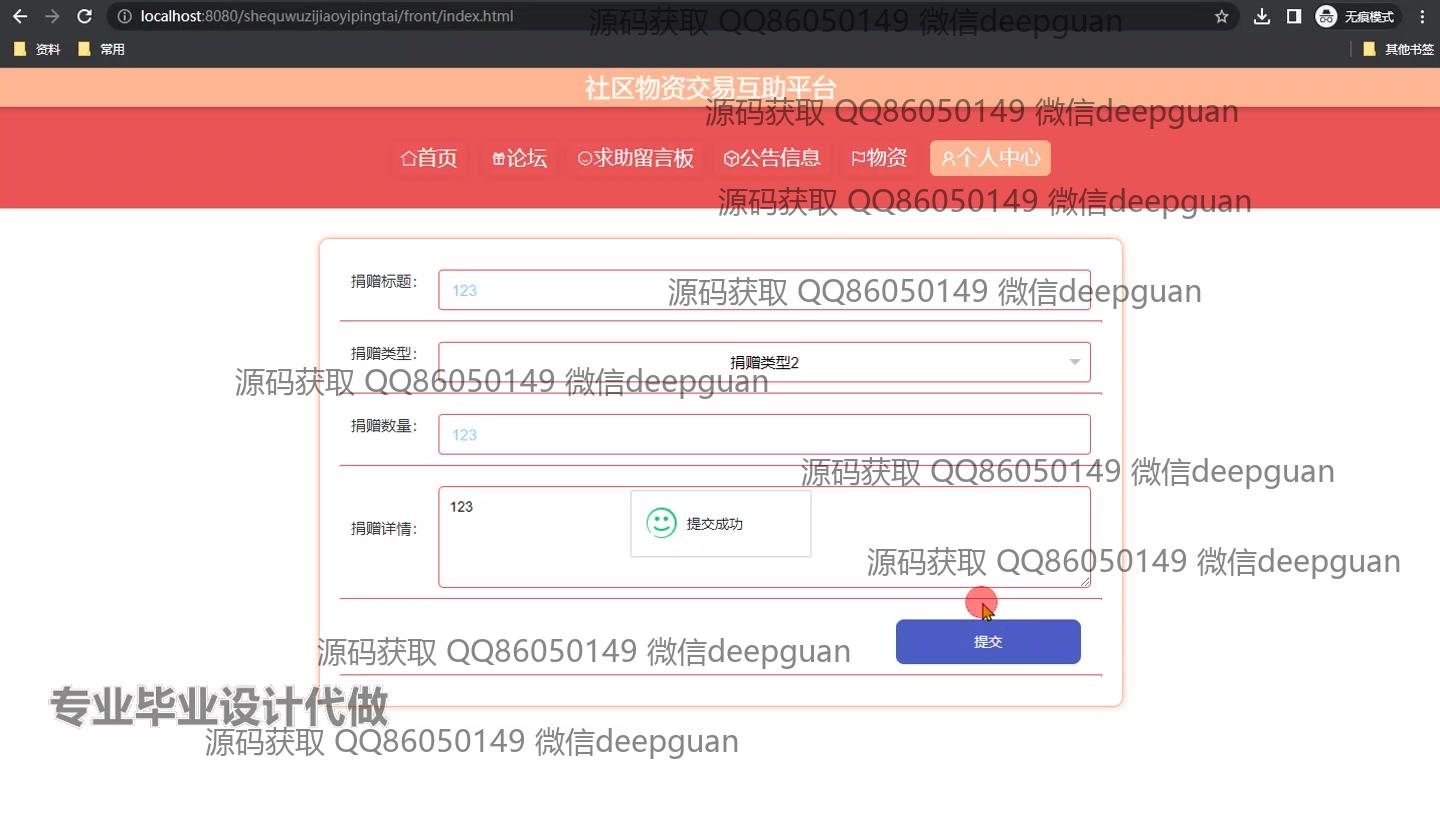 localhost:8080/shequwuzijiaoyipingtai/front/index.html
源码获取 QQ86050149 微信deepguan
无痕模式
资料
常用
其他书签
社区物资交易互助平台
源码获取 QQ86050149 微信deepguan
首页
论坛
求助留言板
公告信息
物资
个人中心
源码获取 QQ86050149 微信deepguan
捐赠标题：
123
源码获取 QQ86050149 微信deepguan
捐赠类型：
捐赠类型2
源码获取 QQ86050149 微信deepguan
捐赠数量：
123
源码获取 QQ86050149 微信deepguan
捐赠详情：
123
提交成功
源码获取 QQ86050149 微信deepguan
提交
源码获取 QQ86050149 微信deepguan
专业毕业设计代做
源码获取 QQ86050149 微信deepguan